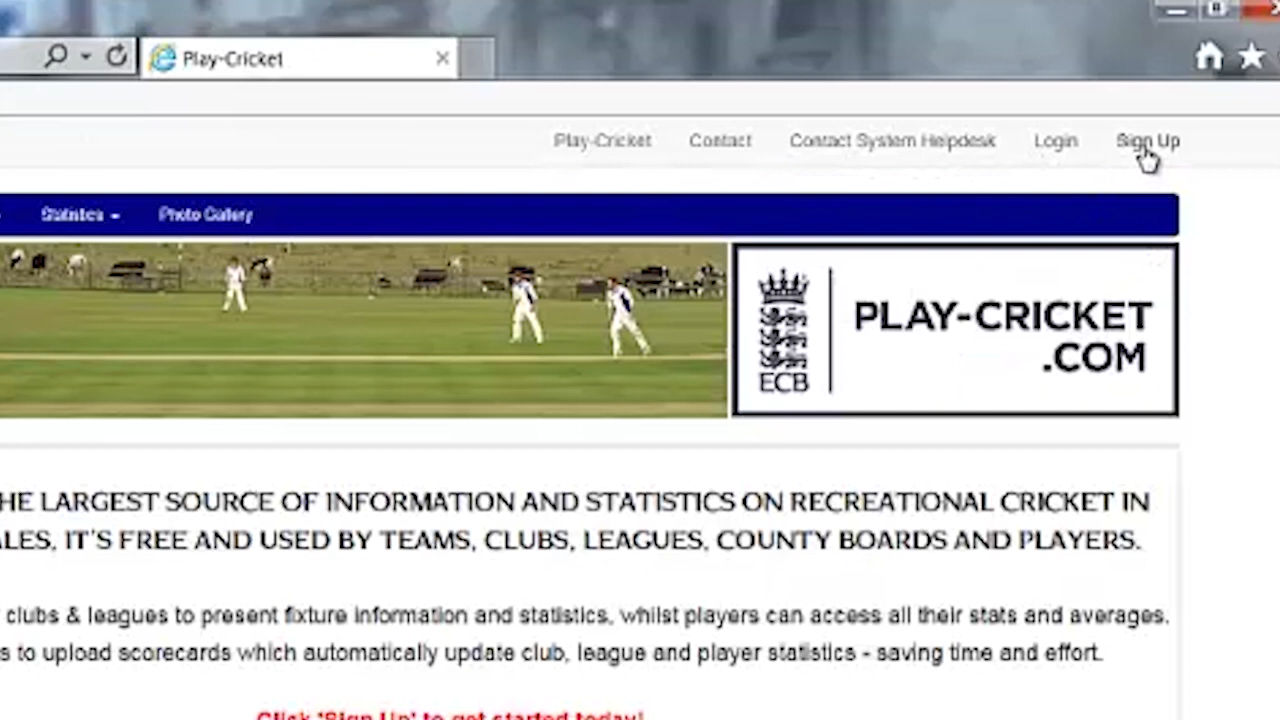 Play-Cricket
Play-Cricket Contact Contact System Helpdesk Login Sign Up
Statistics Photo Gallery
ECB
PLAY-CRICKET
.COM
HE LARGEST SOURCE OF INFORMATION AND STATISTICS ON RECREATIONAL CRICKET IN
ALES, IT'S FREE AND USED BY TEAMS, CLUBS, LEAGUES, COUNTY BOARDS AND PLAYERS.
clubs & leagues to present fixture information and statistics, whilst players can access all their stats and averages.
s to upload scorecards which automatically update club, league and player statistics - saving time and effort.
Click 'Sign Up' to get started today!